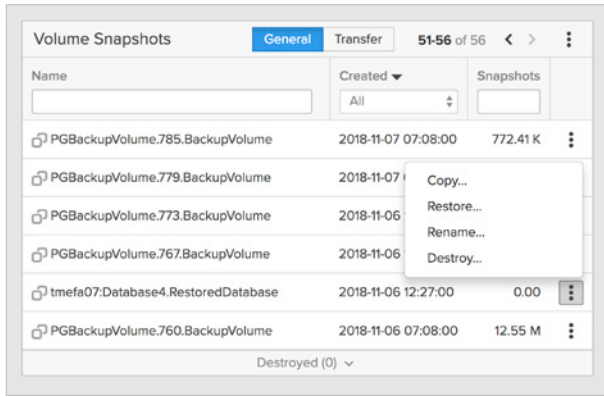 Volume Snapshots General Transfer 51-56 of 56
Name Created Snapshots
All
PGBackupVolume.785.BackupVolume 2018-11-07 07:08:00 772.41 K
PGBackupVolume.779.BackupVolume 2018-11-07
Copy...
PGBackupVolume.773.BackupVolume 2018-11-06
Restore...
Rename...
PGBackupVolume.767.BackupVolume 2018-11-06
Destroy...
tmefa07:Database4.RestoredDatabase 2018-11-06 12:27:00 0.00
PGBackupVolume.760.BackupVolume 2018-11-06 07:08:00 12.55 M
Destroyed (0)